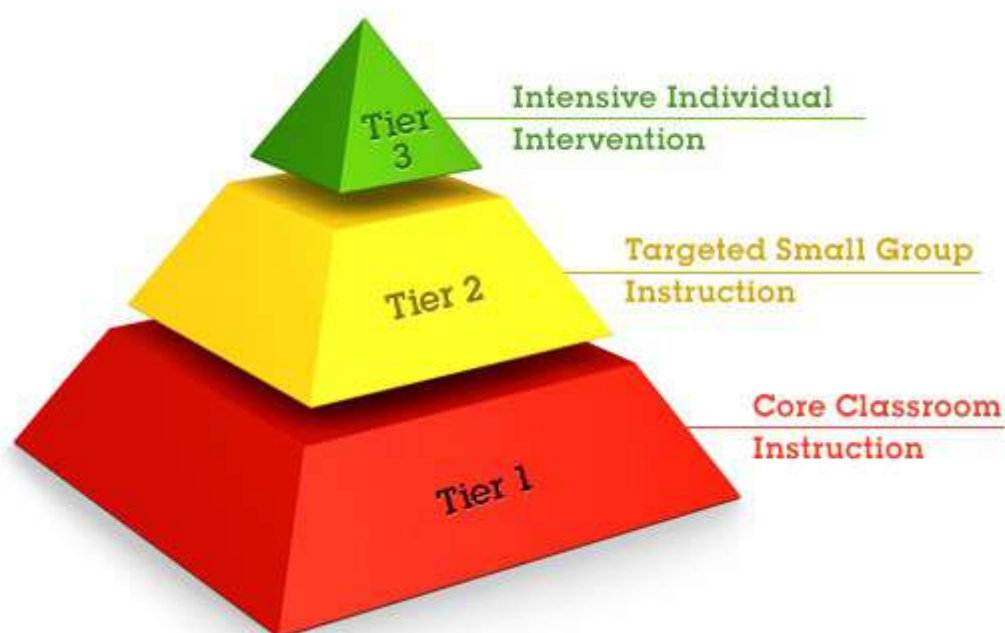 Tier
3
Intensive Individual
Intervention
Tier 2
Targeted Small Group
Instruction
Tier 1
Core Classroom
Instruction